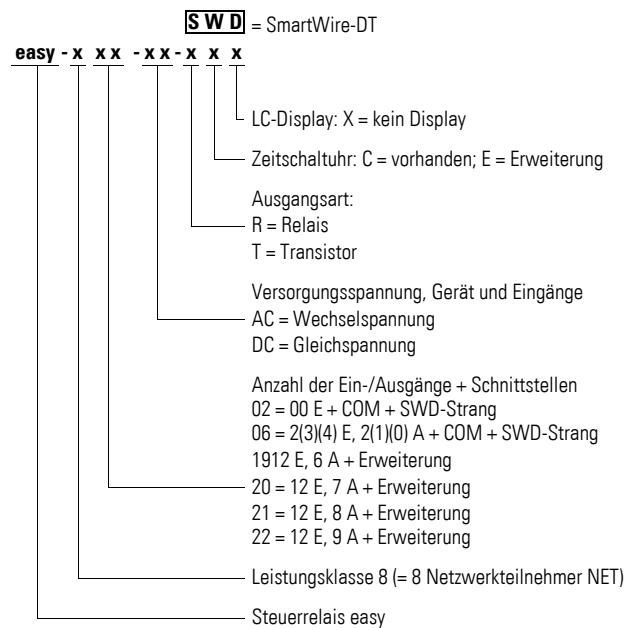 S W D = SmartWire-DT
easy - x x x - x x - x x x
LC-Display: X = kein Display
Zeitschaltuhr: C = vorhanden; E = Erweiterung
Ausgangsart:
R = Relais
T = Transistor
Versorgungsspannung, Gerät und Eingänge
AC = Wechselspannung
DC = Gleichspannung
Anzahl der Ein-/Ausgänge + Schnittstellen
02 = 00 E + COM + SWD-Strang
06 = 2(3)(4) E, 2(1)(0) A + COM + SWD-Strang
1912 E, 6 A + Erweiterung
20 = 12 E, 7 A + Erweiterung
21 = 12 E, 8 A + Erweiterung
22 = 12 E, 9 A + Erweiterung
Leistungsklasse 8 (= 8 Netzwerkteilnehmer NET)
Steuerrelais easy